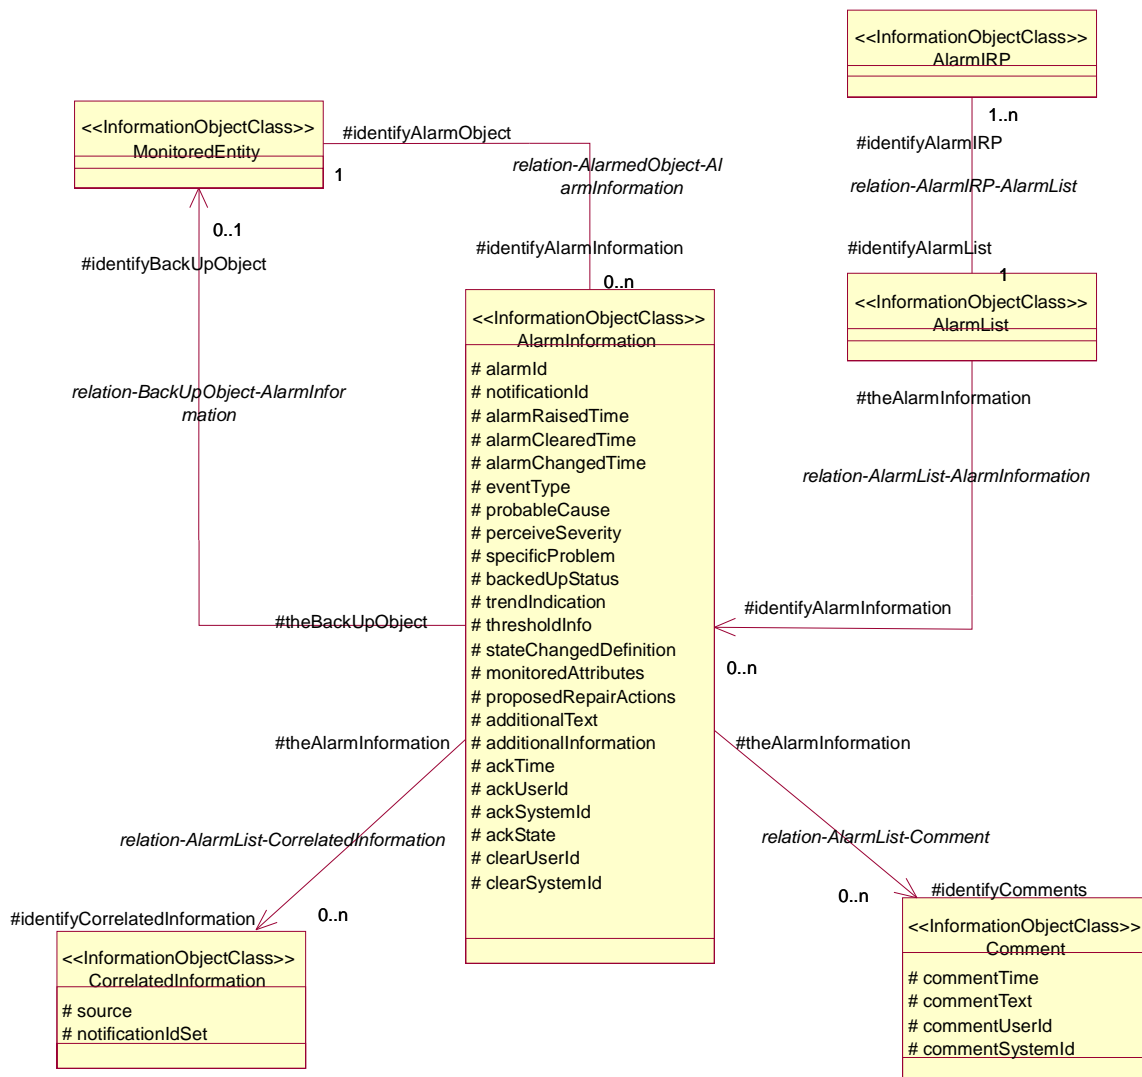 <<InformationObjectClass>>
AlarmIRP
1..n
#identifyAlarmIRP
relation-AlarmIRP-AlarmList
#identifyAlarmList
1
<<InformationObjectClass>>
AlarmList
#theAlarmInformation
relation-AlarmList-AlarmInformation
#identifyAlarmInformation
0..n
<<InformationObjectClass>>
MonitoredEntity
#identifyAlarmObject
1
relation-AlarmedObject-Al
armInformation
#identifyAlarmInformation
0..n
0..1
#identifyBackUpObject
relation-BackUpObject-AlarmInfor
mation
#theBackUpObject
<<InformationObjectClass>>
AlarmInformation
# alarmId
# notificationId
# alarmRaisedTime
# alarmClearedTime
# alarmChangedTime
# eventType
# probableCause
# perceiveSeverity
# specificProblem
# backedUpStatus
# trendIndication
# thresholdInfo
# stateChangedDefinition
# monitoredAttributes
# proposedRepairActions
# additionalText
# additionalInformation
# ackTime
# ackUserId
# ackSystemId
# ackState
# clearUserId
# clearSystemId
#theAlarmInformation
relation-AlarmList-CorrelatedInformation
#identifyCorrelatedInformation
0..n
<<InformationObjectClass>>
CorrelatedInformation
# source
# notificationIdSet
#theAlarmInformation
relation-AlarmList-Comment
0..n
#identifyComments
<<InformationObjectClass>>
Comment
# commentTime
# commentText
# commentUserId
# commentSystemId